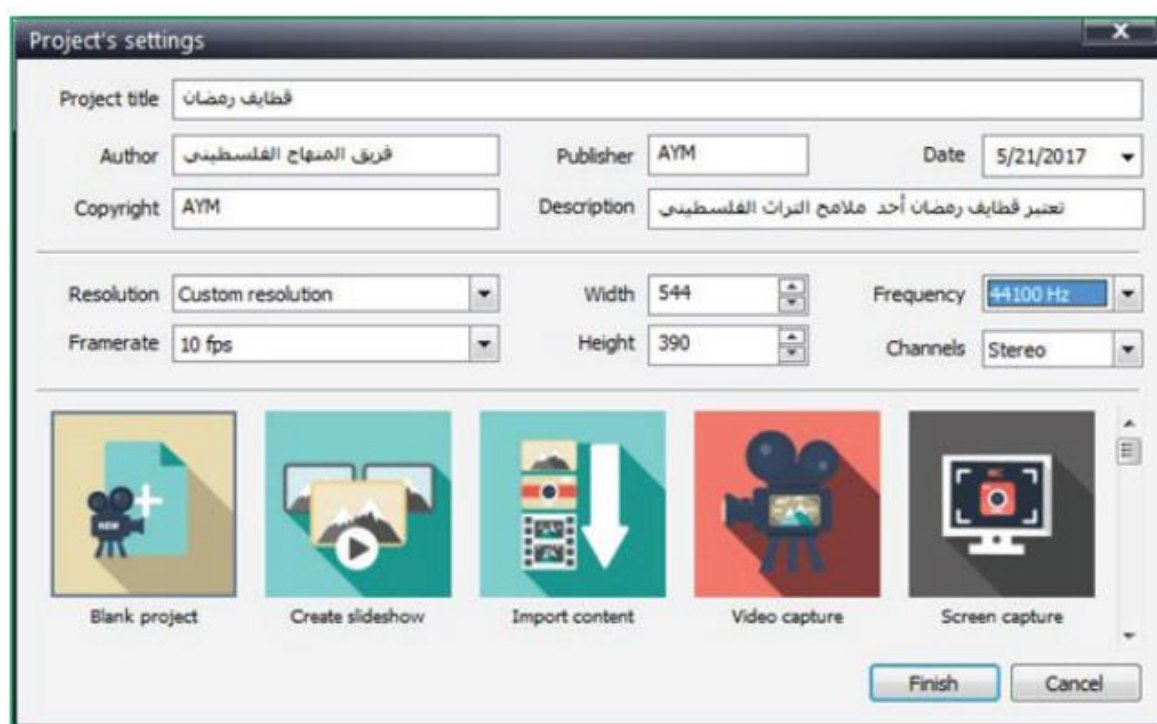 Project's settings
Project title قطايف رمضان
Author فريق المنهاج الفلسطيني Publisher AYM Date 5/21/2017
Copyright AYM Description تعتبر قطايف رمضان أحد ملامح التراث الفلسطيني
Resolution Custom resolution Width 544 Frequency 44100 Hz
Framerate 10 fps Height 390 Channels Stereo
NEW
REC
Blank project Create slideshow Import content Video capture Screen capture
Finish Cancel